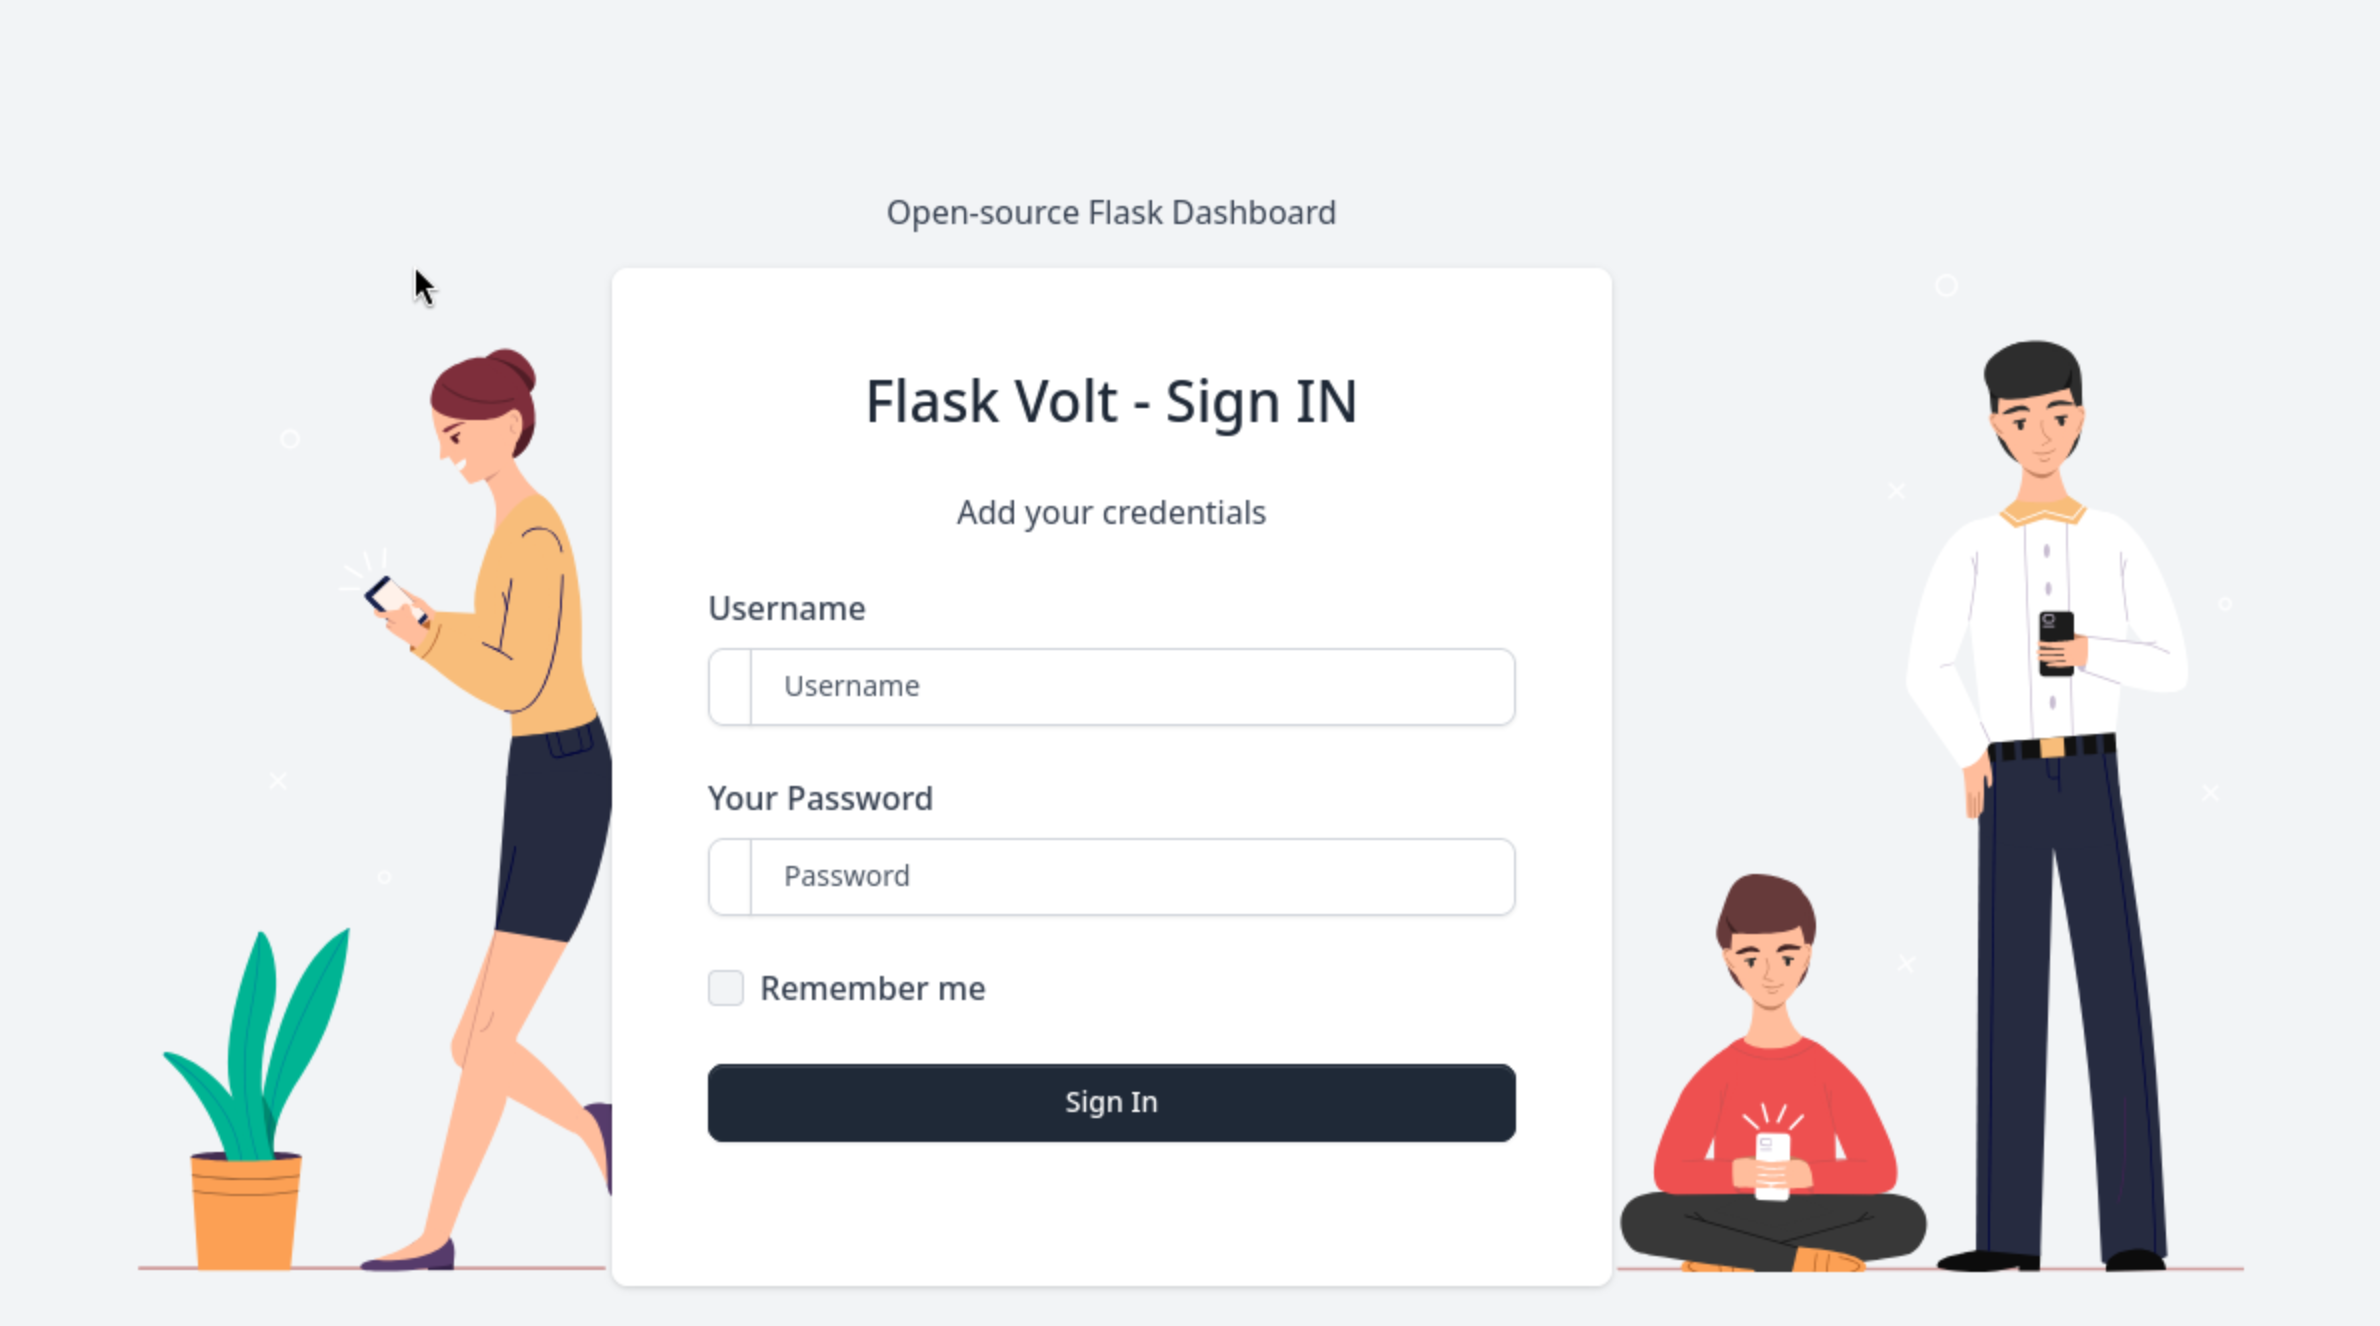 Open-source Flask Dashboard
Flask Volt - Sign IN
Add your credentials
Username
Username
Your Password
Password
Remember me
Sign In